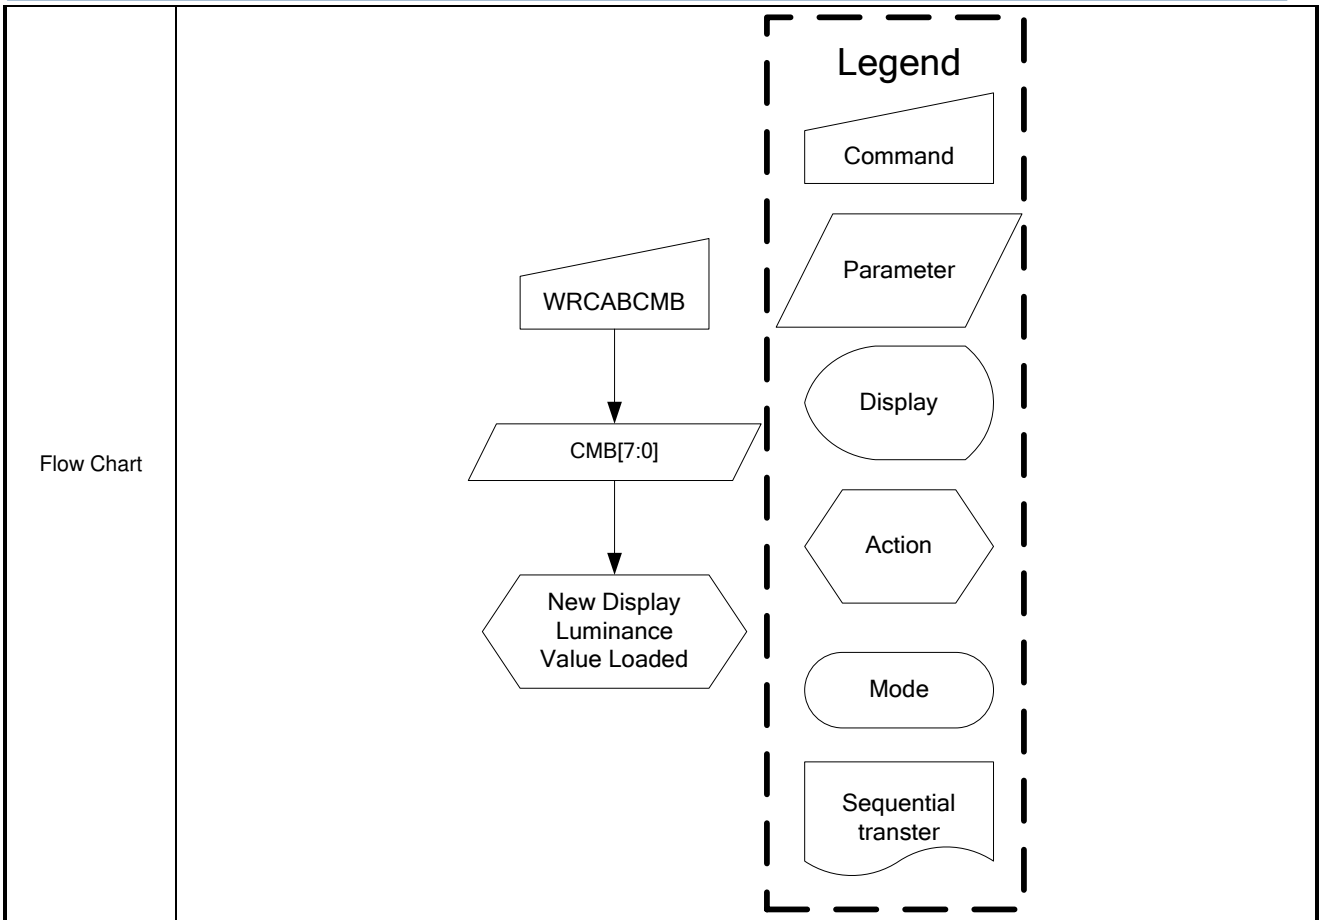 Flow Chart
WRCABCMB
CMB[7:0]
New Display
Luminance
Value Loaded
Legend
Command
Parameter
Display
Action
Mode
Sequential
transter